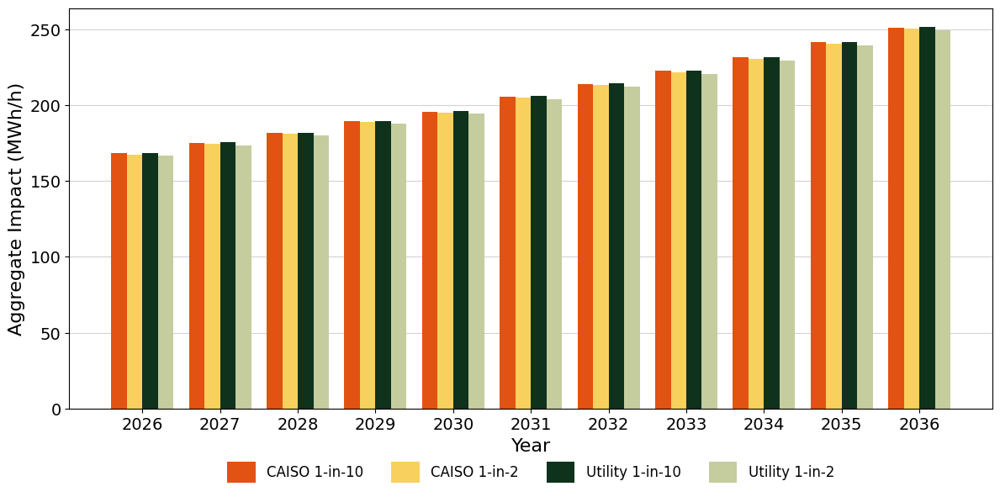 Aggregate Impact (MWh/h)
250
200
150
100
50
0
2026 2027 2028 2029 2030 2031 2032 2033 2034 2035 2036
Year
CAISO 1-in-10 CAISO 1-in-2 Utility 1-in-10 Utility 1-in-2